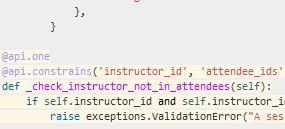 },
}
@api.one
@api.constrains('instructor_id', 'attendee_ids'
def _check_instructor_not_in_attendees(self):
if self.instructor_id and self.instructor_i
raise exceptions.ValidationError("A ses